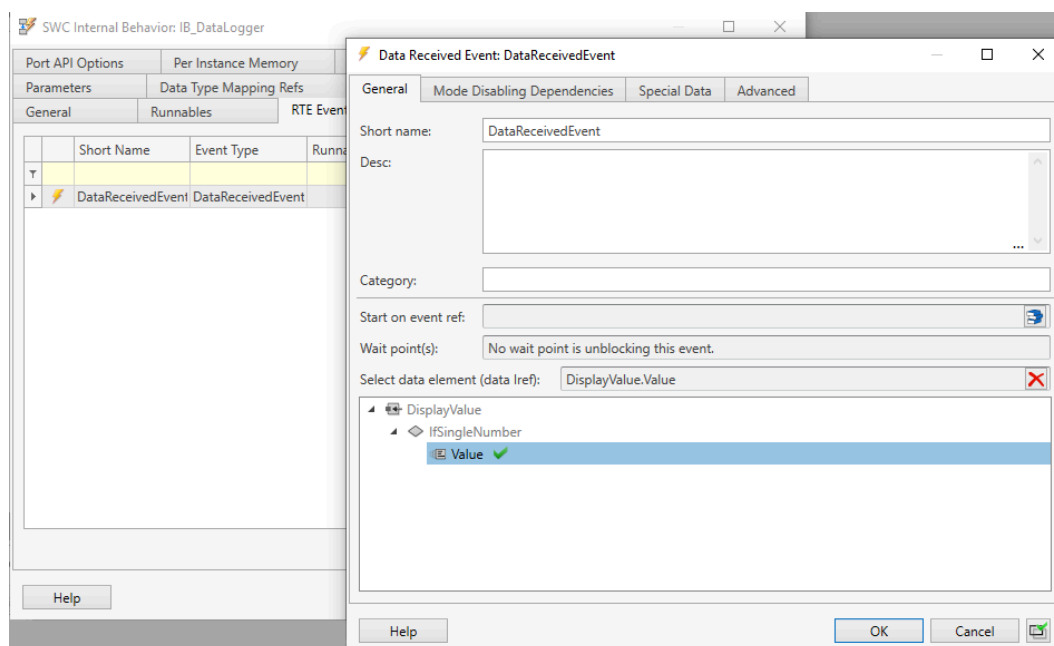 SWC Internal Behavior: IB_DataLogger
Port API Options
Per Instance Memory
Parameters
Data Type Mapping Refs
General
Runnables
RTE Event
Short Name
Event Type
Runna
DataReceivedEvent
DataReceivedEvent
Help
Data Received Event: DataReceivedEvent
General
Mode Disabling Dependencies
Special Data
Advanced
Short name:
DataReceivedEvent
Desc:
...
Category:
Start on event ref:
Wait point(s):
No wait point is unblocking this event.
Select data element (data Iref):
DisplayValue.Value
DisplayValue
IfSingleNumber
Value
Help
OK
Cancel